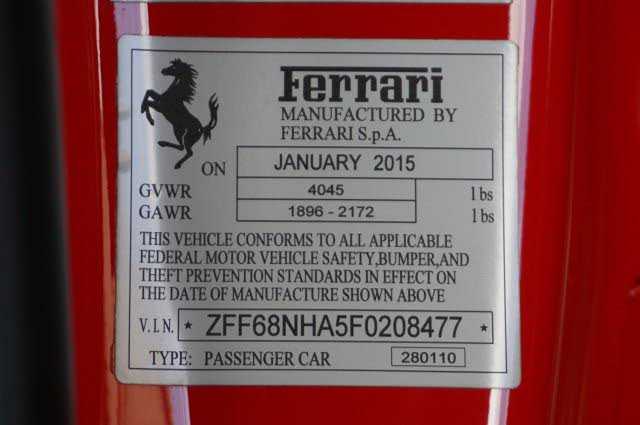 Ferrari
MANUFACTURED BY
FERRARI S.p.A.
ON JANUARY 2015
GVWR 4045 lbs
GAWR 1896 - 2172 lbs
THIS VEHICLE CONFORMS TO ALL APPLICABLE
FEDERAL MOTOR VEHICLE SAFETY,BUMPER,AND
THEFT PREVENTION STANDARDS IN EFFECT ON
THE DATE OF MANUFACTURE SHOWN ABOVE
V.I.N. * ZFF68NHA5F0208477 *
TYPE: PASSENGER CAR 280110